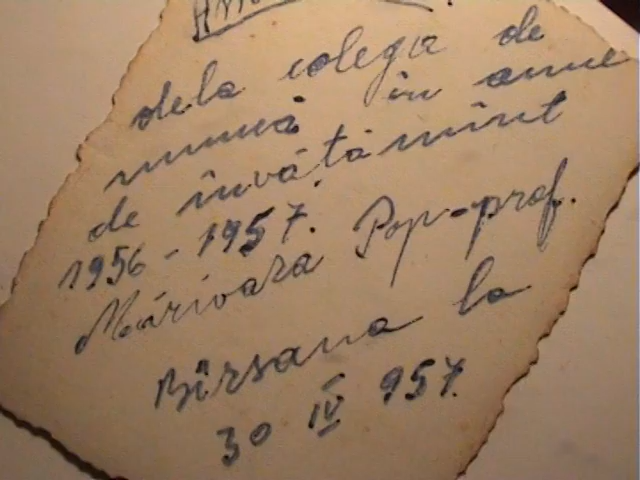 dela colega de
muncă în anul
de învățămînt
1956-1957.
Mărioara Pop-prof.
Bîrsana la
30 IV 957.